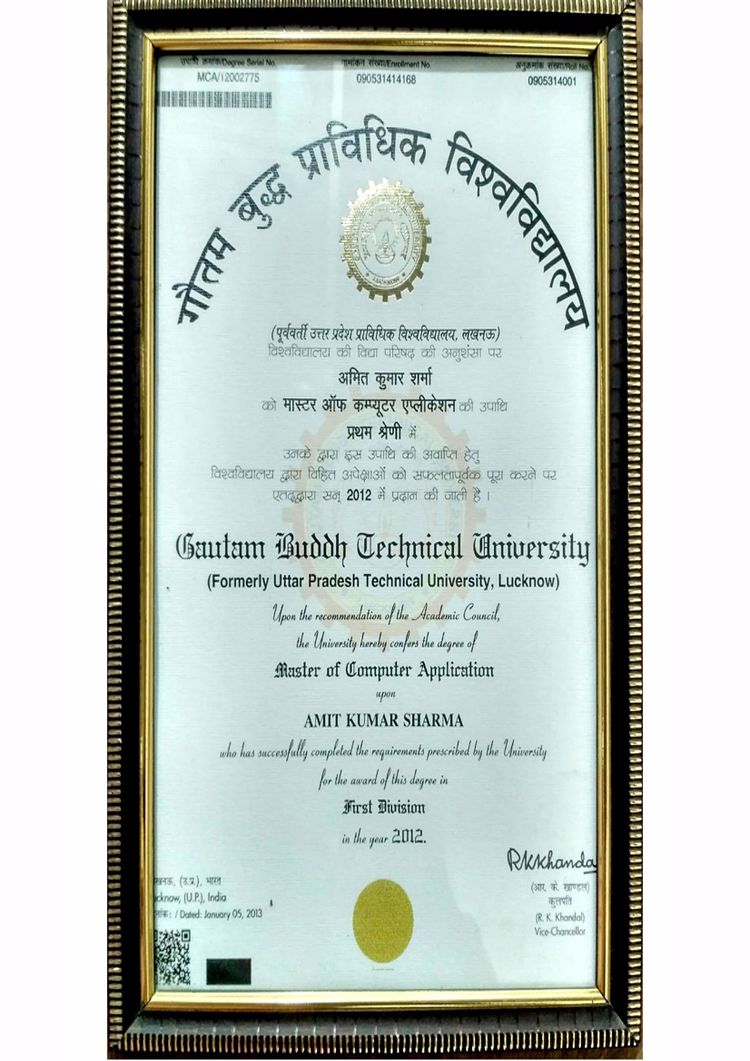 उपाधि क्रमांक/Degree Serial No.
MCA/12002775
नामांकन संख्या/Enrollment No.
090531414168
अनुक्रमांक संख्या/Roll No.
0905314001
गौतम बुद्ध प्राविधिक विश्वविद्यालय
LUCKNOW
(पूर्ववर्ती उत्तर प्रदेश प्राविधिक विश्वविद्यालय, लखनऊ)
विश्वविद्यालय की विद्या परिषद की अनुशंसा पर
अमित कुमार शर्मा
को मास्टर ऑफ कम्प्यूटर एप्लीकेशन की उपाधि
प्रथम श्रेणी में
उनके द्वारा इस उपाधि की अवाप्ति हेतु
विश्वविद्यालय द्वारा विहित अपेक्षाओं को सफलतापूर्वक पूरा करने पर
एतद्द्वारा सन् 2012 में प्रदान की जाती है ।
Gautam Buddh Technical University
(Formerly Uttar Pradesh Technical University, Lucknow)
Upon the recommendation of the Academic Council,
the University hereby confers the degree of
Master of Computer Application
upon
AMIT KUMAR SHARMA
who has successfully completed the requirements prescribed by the University
for the award of this degree in
First Division
in the year 2012.
RKKhanda
खनऊ, (उ.प्र.), भारत
cknow, (U.P.), India
नांक: / Dated: January 05, 2013
(आर. के. खाण्डल)
कुलपति
(R. K. Khandal)
Vice-Chancellor